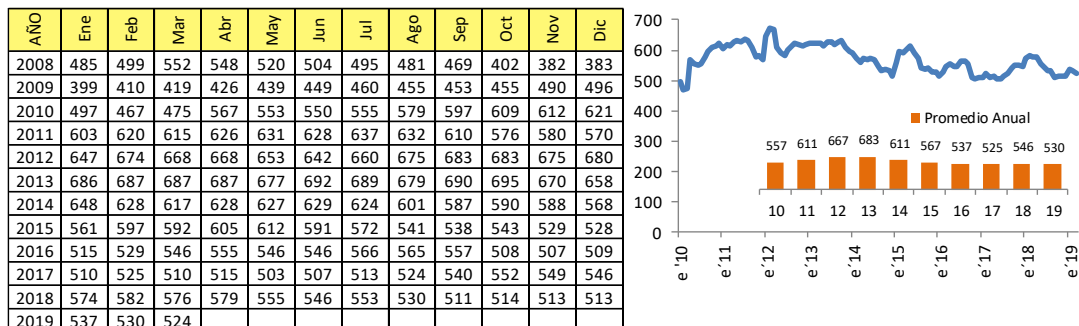 AÑO Ene Feb Mar Abr May Jun Jul Ago Sep Oct Nov Dic
2008 485 499 552 548 520 504 495 481 469 402 382 383
2009 399 410 419 426 439 449 460 455 453 455 490 496
2010 497 467 475 567 553 550 555 579 597 609 612 621
2011 603 620 615 626 631 628 637 632 610 576 580 570
2012 647 674 668 668 653 642 660 675 683 683 675 680
2013 686 687 687 687 677 692 689 679 690 695 670 658
2014 648 628 617 628 627 629 624 601 587 590 588 568
2015 561 597 592 605 612 591 572 541 538 543 529 528
2016 515 529 546 555 546 546 566 565 557 508 507 509
2017 510 525 510 515 503 507 513 524 540 552 549 546
2018 574 582 576 579 555 546 553 530 511 514 513 513
2019 537 530 524
700
600
500
400
300
200
100
0
Promedio Anual
557 611 667 683 611 567 537 525 546 530
10 11 12 13 14 15 16 17 18 19
e'10 e'11 e'12 e'13 e'14 e'15 e'16 e'17 e'18 e'19